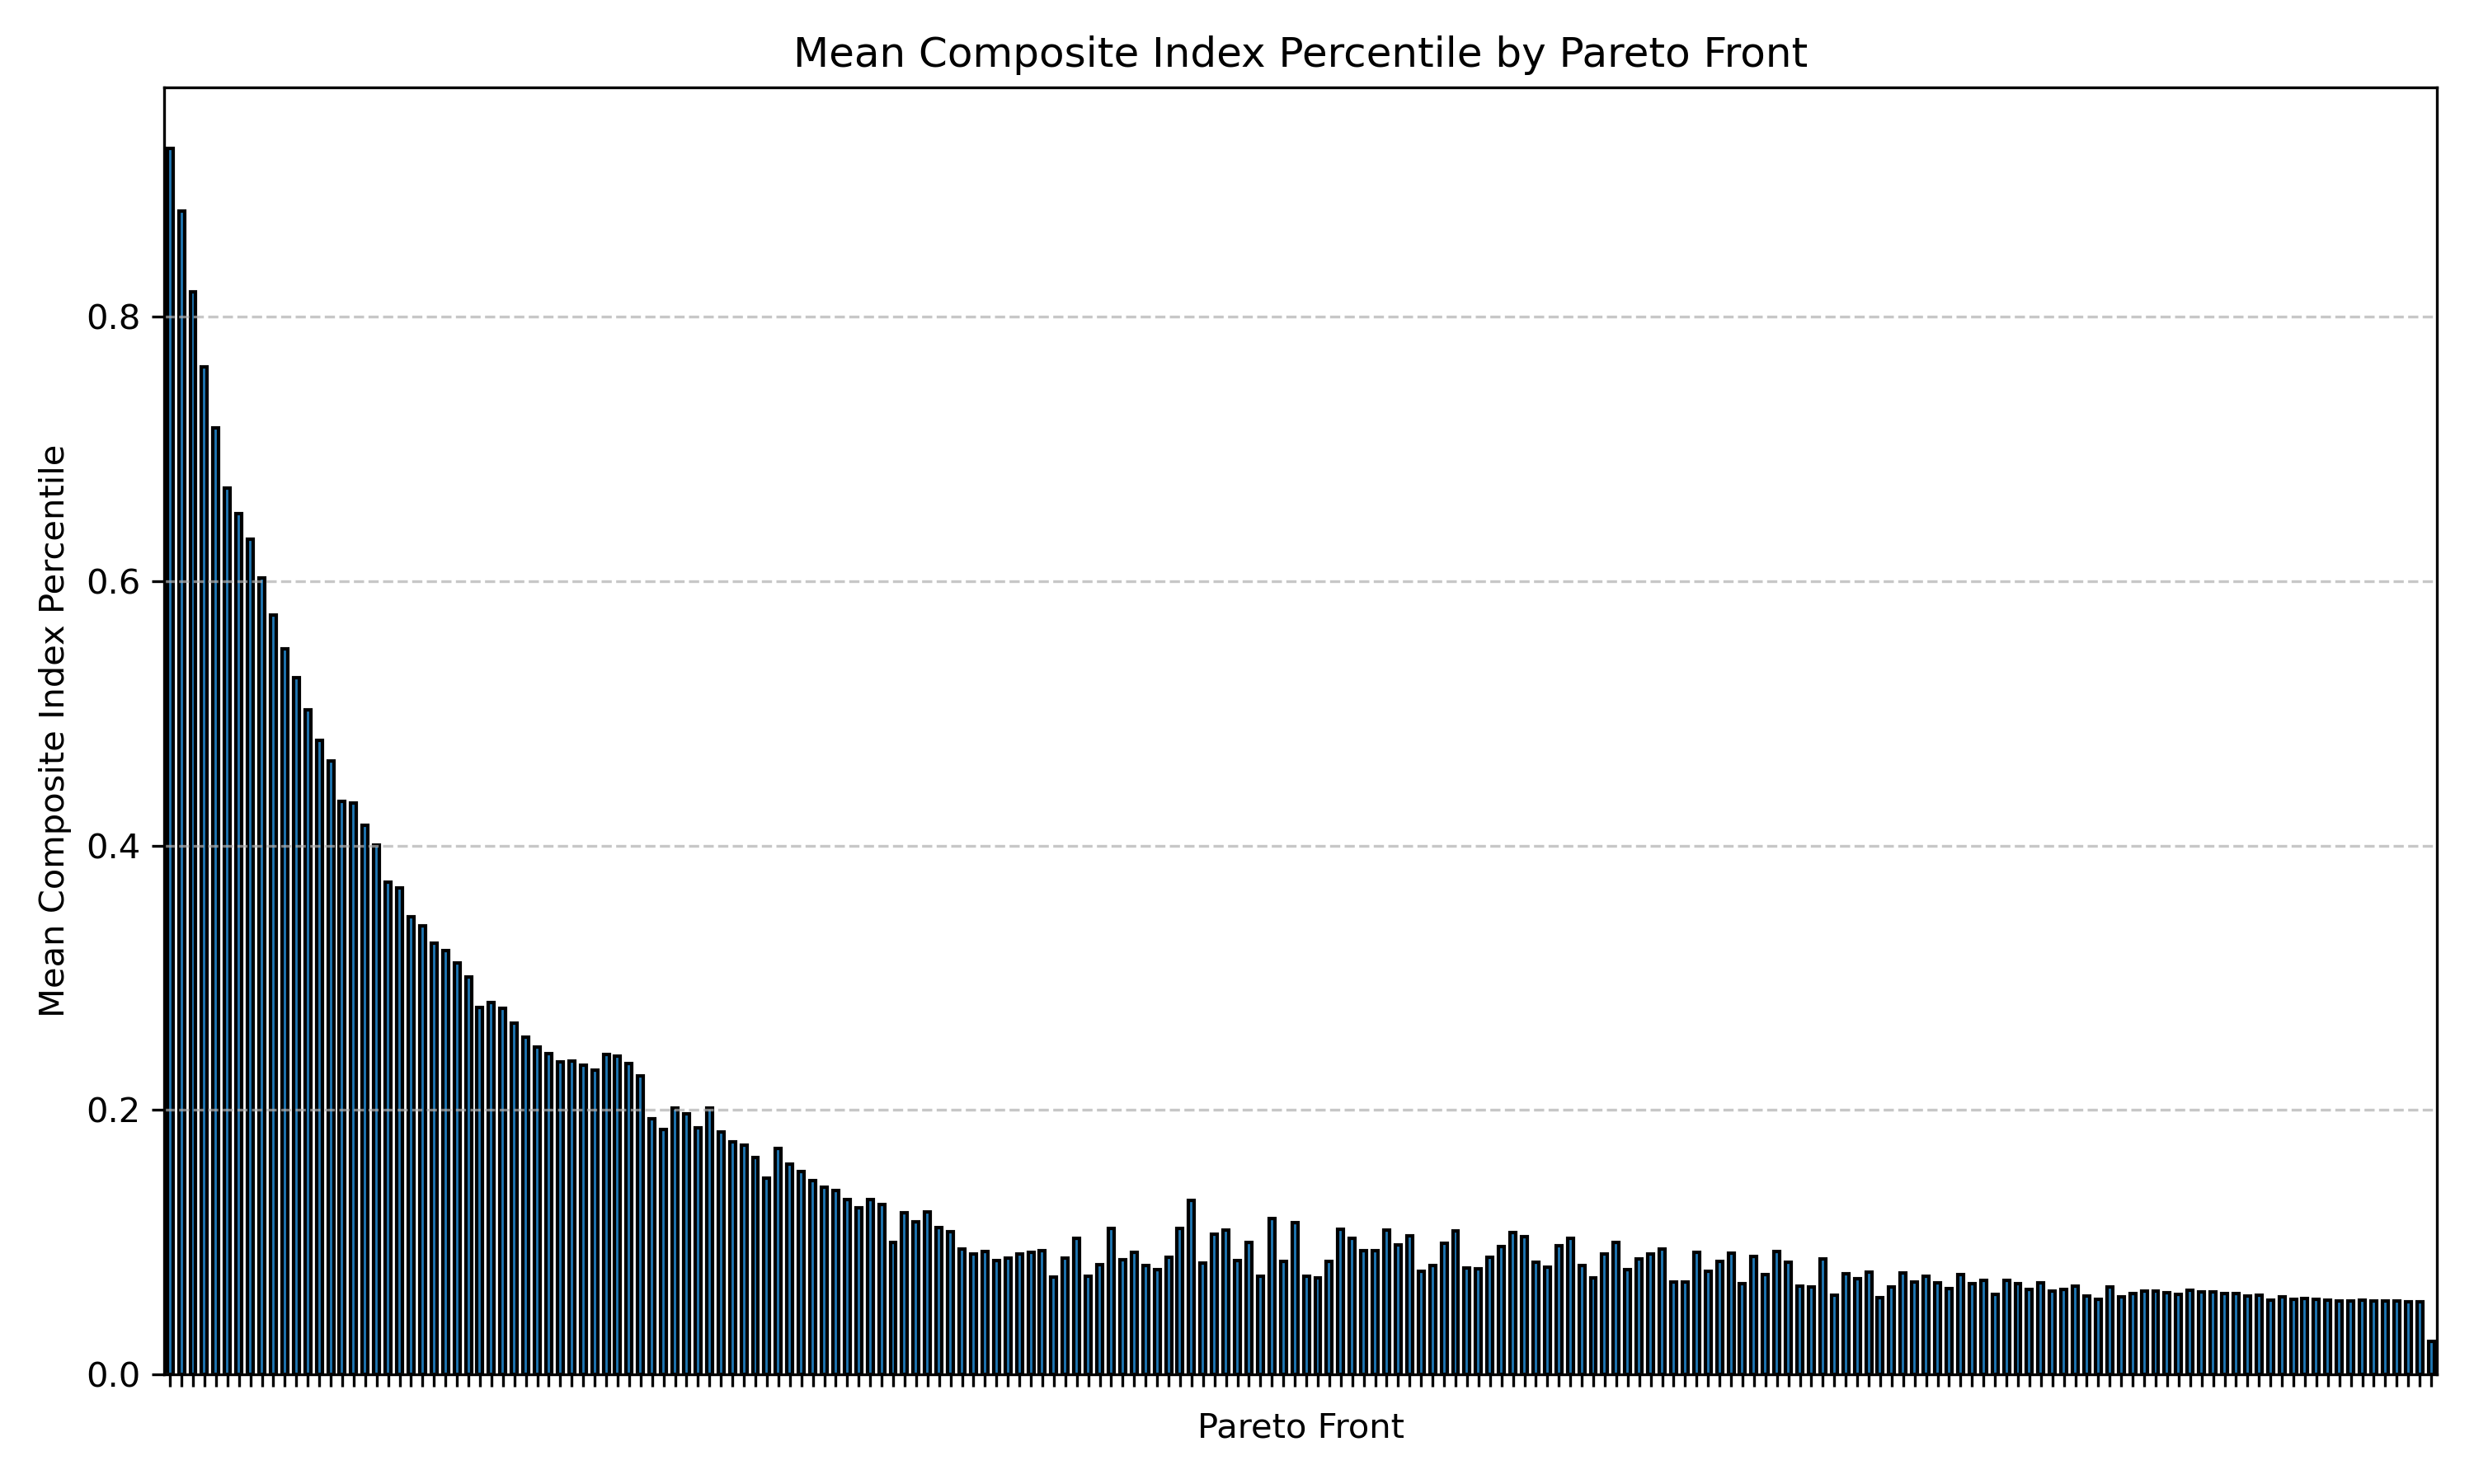 Mean Composite Index Percentile by Pareto Front
Mean Composite Index Percentile
0.8
0.6
0.4
0.2
0.0
Pareto Front